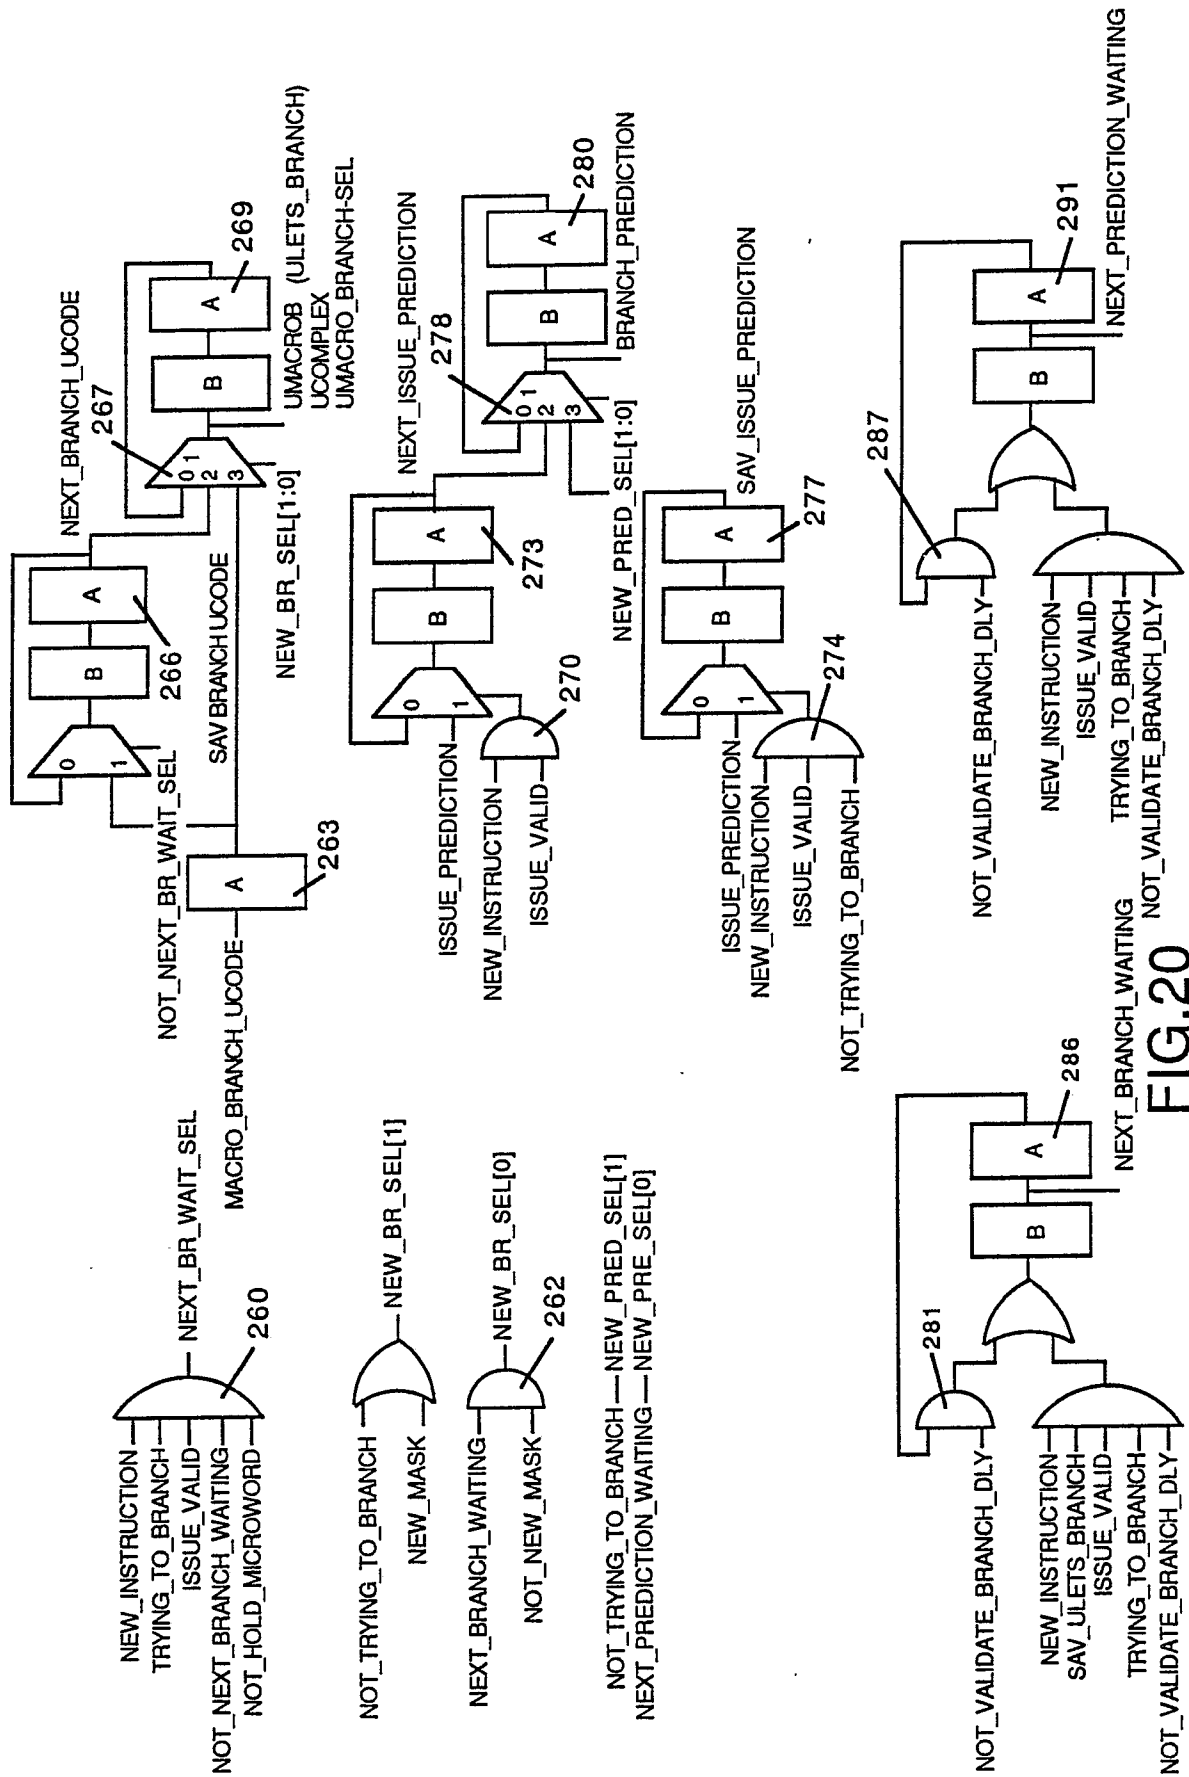 NEW_INSTRUCTION
TRYING_TO_BRANCH
ISSUE_VALID
NOT_NEXT_BRANCH_WAITING
NOT_HOLD_MICROWORD
NEXT_BR_WAIT_SEL
260
NOT_TRYING_TO_BRANCH
NEW_MASK
NEW_BR_SEL[1]
NEXT_BRANCH_WAITING
NOT_NEW_MASK
NEW_BR_SEL[0]
262
NOT_TRYING_TO_BRANCH—NEW_PRED_SEL[1]
NEXT_PREDICTION_WAITING—NEW_PRE_SEL[0]
MACRO_BRANCH_UCODE
A
263
NOT_NEXT_BR_WAIT_SEL
0
1
B
A
266
SAV BRANCH UCODE
NEXT_BRANCH_UCODE
267
0
1
2
3
NEW_BR_SEL[1:0]
B
A
269
UMACROB (ULETS_BRANCH)
UCOMPLEX
UMACRO_BRANCH-SEL
ISSUE_PREDICTION
NEW_INSTRUCTION
ISSUE_VALID
270
0
1
B
A
273
NEXT_ISSUE_PREDICTION
278
0
1
2
3
NEW_PRED_SEL[1:0]
B
A
280
BRANCH_PREDICTION
ISSUE_PREDICTION
NEW_INSTRUCTION
ISSUE_VALID
NOT_TRYING_TO_BRANCH
274
0
1
B
A
277
SAV_ISSUE_PREDICTION
281
NOT_VALIDATE_BRANCH_DLY
NEW_INSTRUCTION
SAV_ULETS_BRANCH
ISSUE_VALID
TRYING_TO_BRANCH
NOT_VALIDATE_BRANCH_DLY
B
A
286
NEXT_BRANCH_WAITING
NEXT_BRANCH_WAITING
287
NOT_VALIDATE_BRANCH_DLY
NEW_INSTRUCTION
ISSUE_VALID
TRYING_TO_BRANCH
NOT_VALIDATE_BRANCH_DLY
B
A
291
NEXT_PREDICTION_WAITING
FIG.20